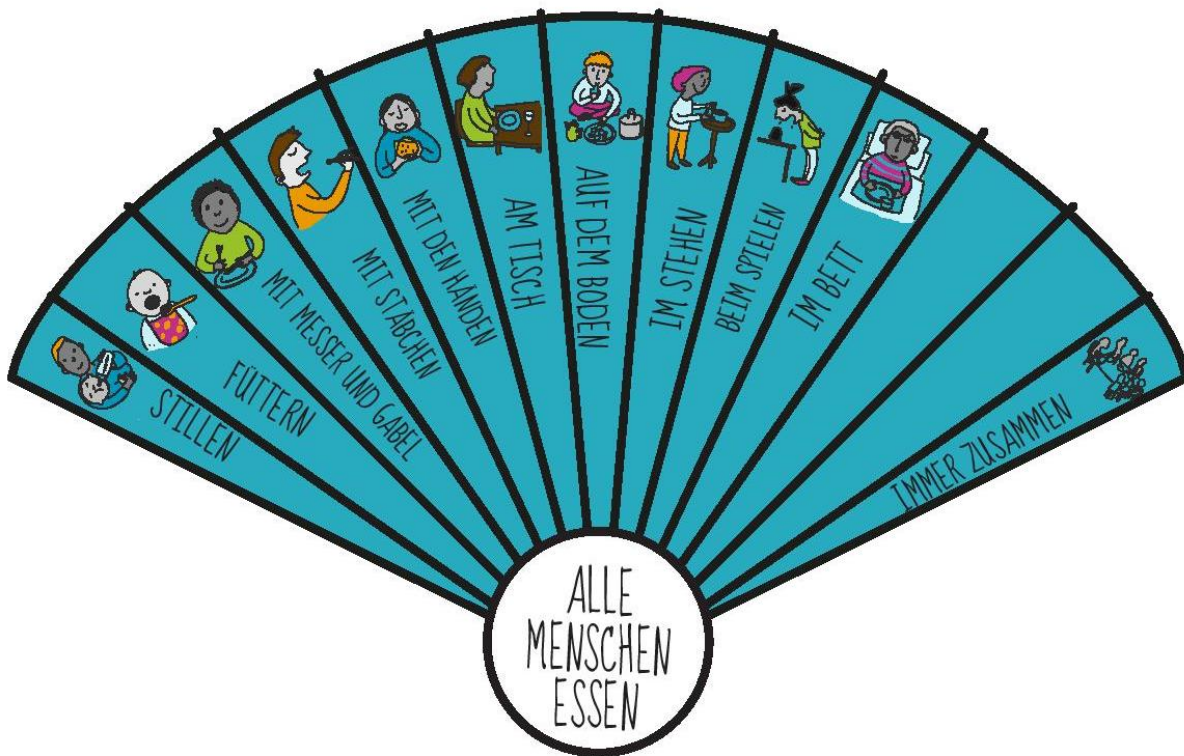 STILLEN
FÜTTERN
MIT MESSER UND GABEL
MIT STÄBCHEN
MIT DEN HÄNDEN
AM TISCH
AUF DEM BODEN
IM STEHEN
BEIM SPIELEN
IM BETT
IMMER ZUSAMMEN
ALLE
MENSCHEN
ESSEN